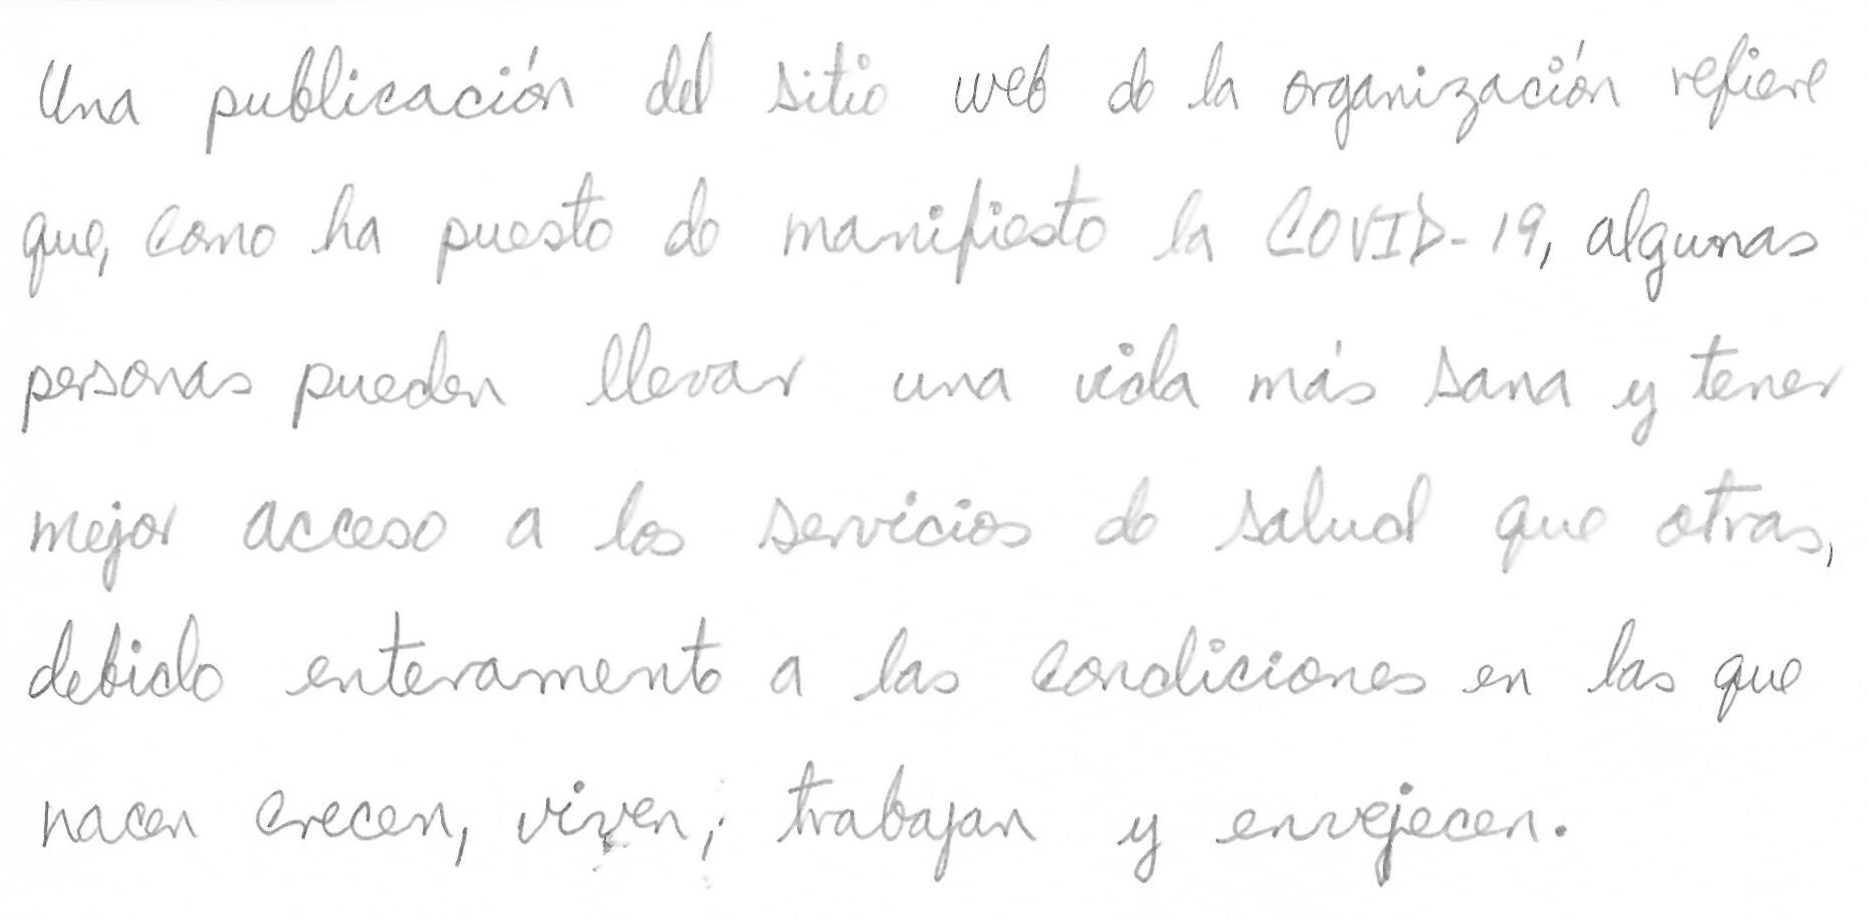 Una publicación del sitio web de la organización refiere
que, como ha puesto de manifiesto la COVID-19, algunas
personas pueden llevar una vida más sana y tener
mejor acceso a los servicios de salud que otras,
debido enteramente a las condiciones en las que
nacen crecen, viven, trabajan y envejecen.